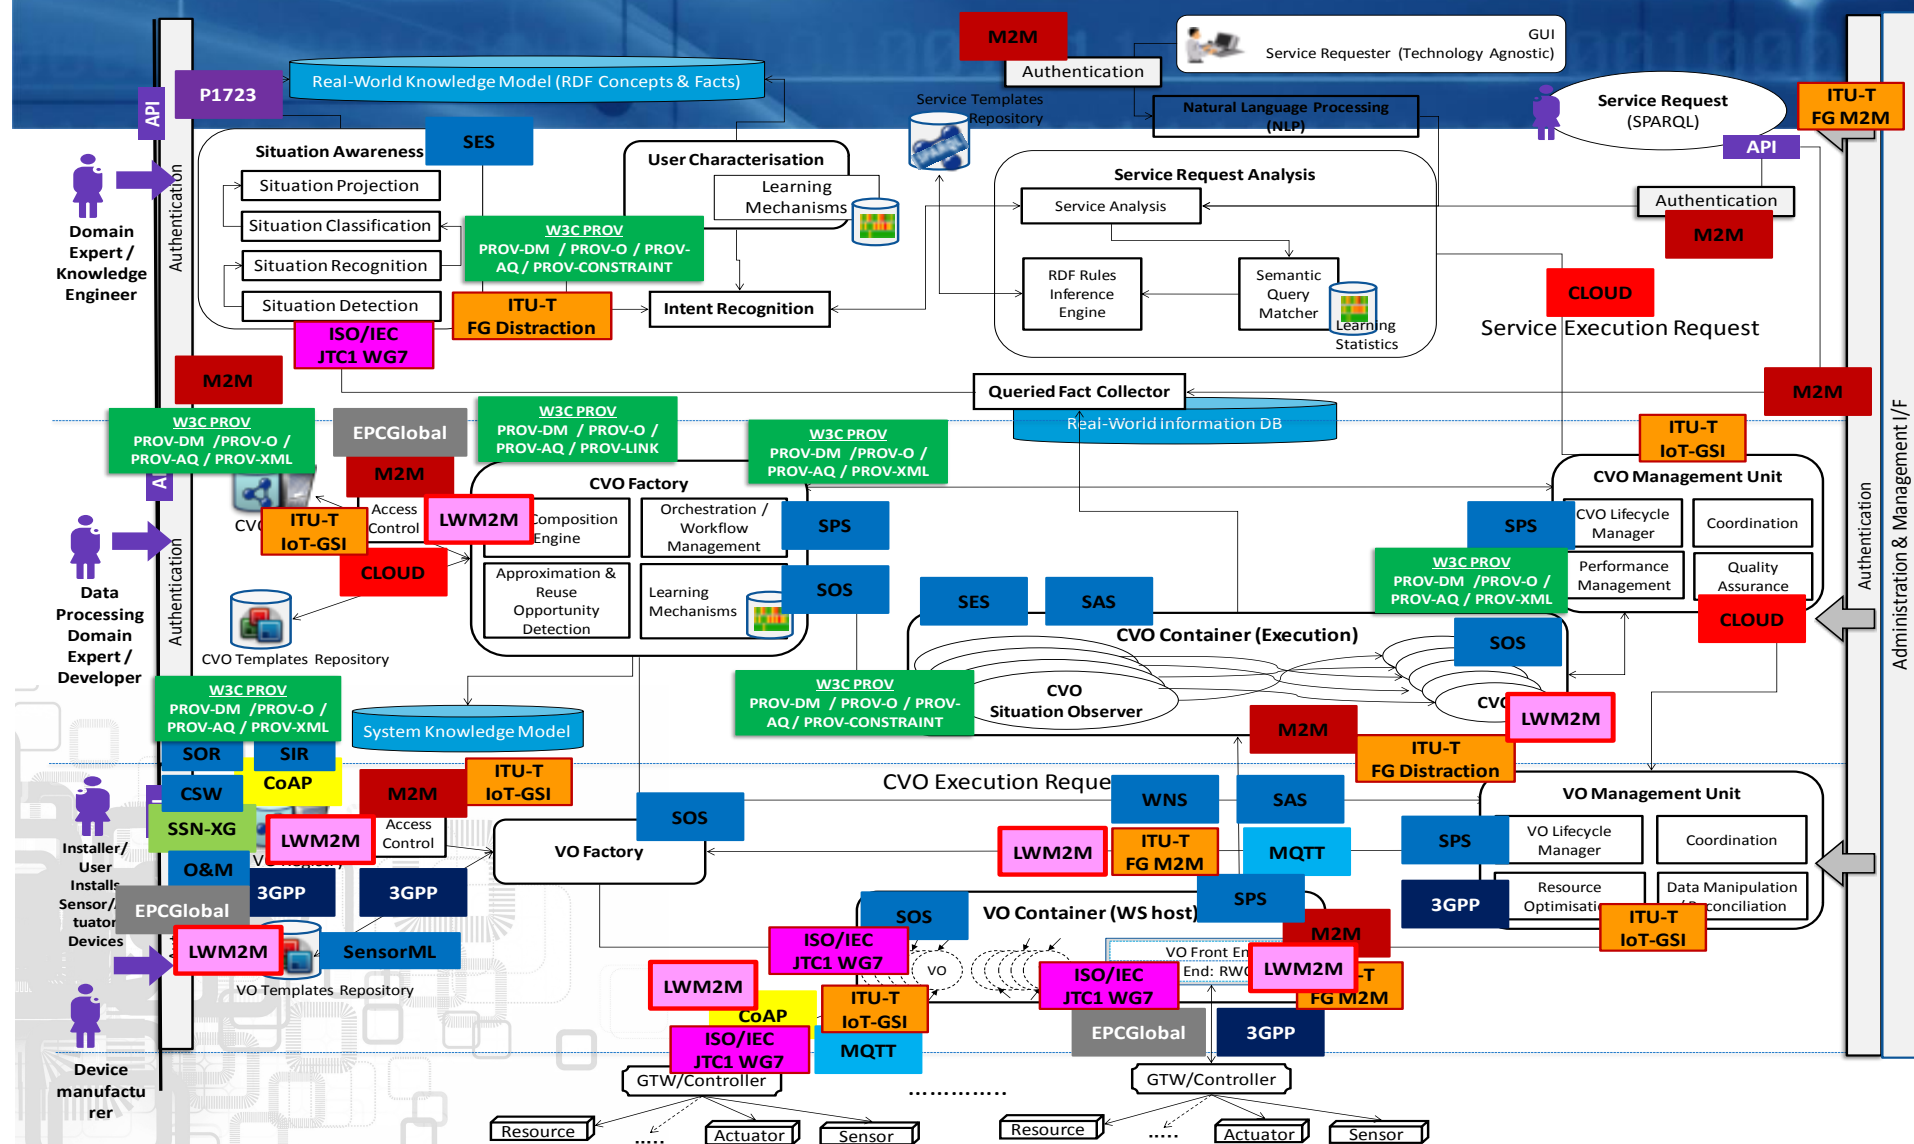 M2M
GUI
Service Requester (Technology Agnostic)
Authentication
Real-World Knowledge Model (RDF Concepts & Facts)
P1723
API
Service Templates
Repository
Natural Language Processing
(NLP)
Service Request
(SPARQL)
ITU-T
FG M2M
API
SES
Situation Awareness
Situation Projection
Situation Classification
Situation Recognition
Situation Detection
User Characterisation
Learning
Mechanisms
Service Request Analysis
Service Analysis
RDF Rules
Inference
Engine
Semantic
Query
Matcher
Learning
Statistics
Authentication
M2M
Authentication
Domain
Expert /
Knowledge
Engineer
W3C PROV
PROV-DM / PROV-O / PROV-
AQ / PROV-CONSTRAINT
ITU-T
FG Distraction
Intent Recognition
ISO/IEC
JTC1 WG7
CLOUD
Service Execution Request
M2M
Queried Fact Collector
M2M
Real-World Information DB
W3C PROV
PROV-DM /PROV-O /
PROV-AQ / PROV-XML
EPCGlobal
W3C PROV
PROV-DM / PROV-O /
PROV-AQ / PROV-LINK
W3C PROV
PROV-DM /PROV-O /
PROV-AQ / PROV-XML
ITU-T
IoT-GSI
Administration & Management I/F
Authentication
M2M
CVO Factory
CVO Management Unit
Access
Control
LWM2M
Composition
Engine
Orchestration /
Workflow
Management
SPS
SPS
CVO Lifecycle
Manager
Coordination
ITU-T
IoT-GSI
Authentication
CLOUD
Approximation &
Reuse
Opportunity
Detection
Learning
Mechanisms
SOS
W3C PROV
PROV-DM /PROV-O /
PROV-AQ / PROV-XML
Performance
Management
Quality
Assurance
CLOUD
Data
Processing
Domain
Expert /
Developer
CVO Templates Repository
SES
SAS
CVO Container (Execution)
SOS
CVO
Situation Observer
LWM2M
W3C PROV
PROV-DM / PROV-O / PROV-
AQ / PROV-CONSTRAINT
M2M
ITU-T
FG Distraction
W3C PROV
PROV-DM /PROV-O /
PROV-AQ / PROV-XML
System Knowledge Model
SOR
SIR
CoAP
CSW
M2M
ITU-T
IoT-GSI
CVO Execution Reque
WNS
SAS
VO Management Unit
SSN-XG
LWM2M
Access
Control
SOS
VO Factory
LWM2M
ITU-T
FG M2M
MQTT
SPS
VO Lifecycle
Manager
Coordination
Resource
Data Manipulation
ITU-T
IoT-GSI
3GPP
Installer/
User
Installs
Sensor/
tuator
Devices
O&M
3GPP
3GPP
EPCGlobal
LWM2M
SensorML
VO Templates Repository
SOS
VO Container (WS host)
SPS
M2M
ISO/IEC
JTC1 WG7
VO
VO Front En
End: RWO
LWM2M
FG M2M
ISO/IEC
JTC1 WG7
LWM2M
CoAP
ITU-T
IoT-GSI
EPCGlobal
3GPP
ISO/IEC
JTC1 WG7
MQTT
Device
manufactu
rer
GTW/Controller
.............
GTW/Controller
Resource
.....
Actuator
Sensor
Resource
.....
Actuator
Sensor